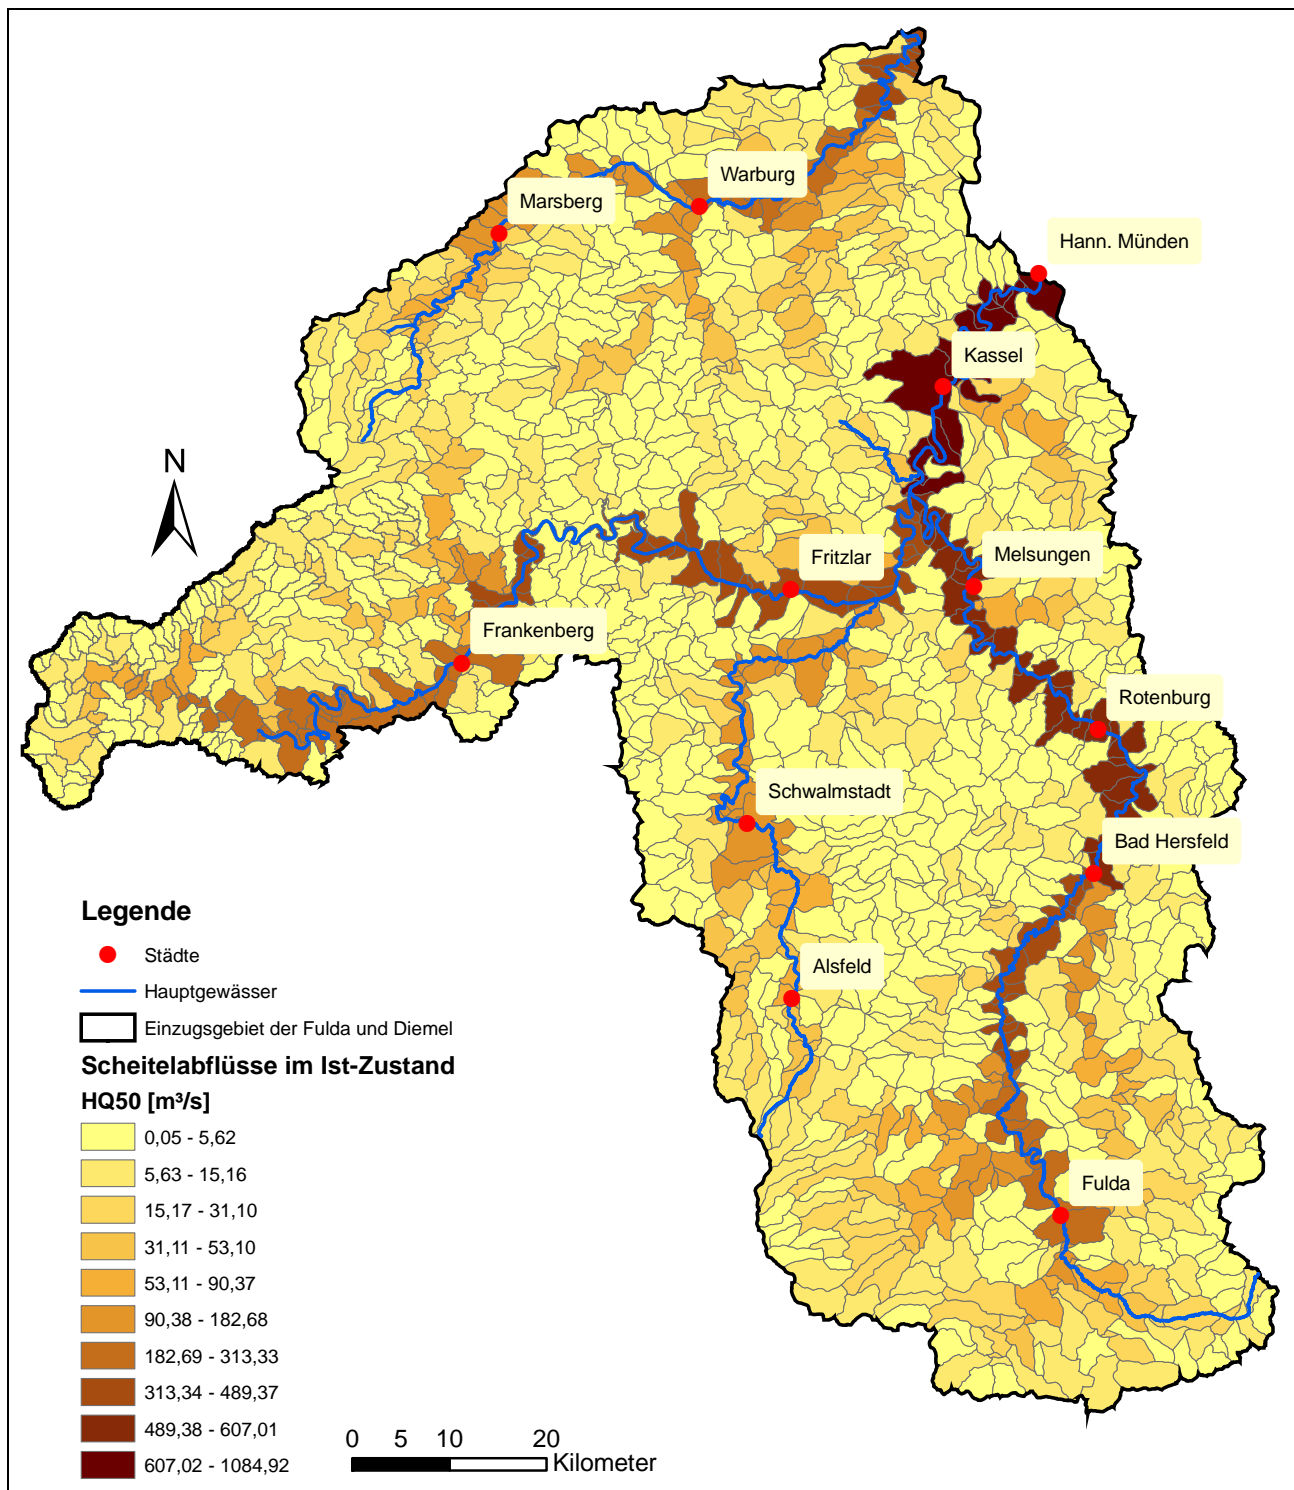 Warburg
Marsberg
Hann. Münden
Kassel
N
Fritzlar
Melsungen
Frankenberg
Rotenburg
Schwalmstadt
Bad Hersfeld
Legende
Städte
Hauptgewässer
Einzugsgebiet der Fulda und Diemel
Alsfeld
Scheitelabflüsse im Ist-Zustand
HQ50 [m³/s]
0,05 - 5,62
5,63 - 15,16
15,17 - 31,10
31,11 - 53,10
53,11 - 90,37
90,38 - 182,68
182,69 - 313,33
313,34 - 489,37
489,38 - 607,01
607,02 - 1084,92
Fulda
0 5 10 20
Kilometer